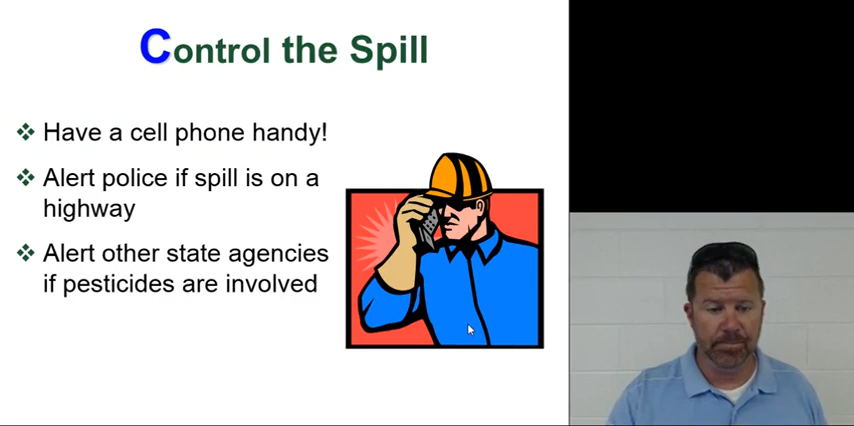 Control the Spill
Have a cell phone handy!
Alert police if spill is on a
highway
Alert other state agencies
if pesticides are involved